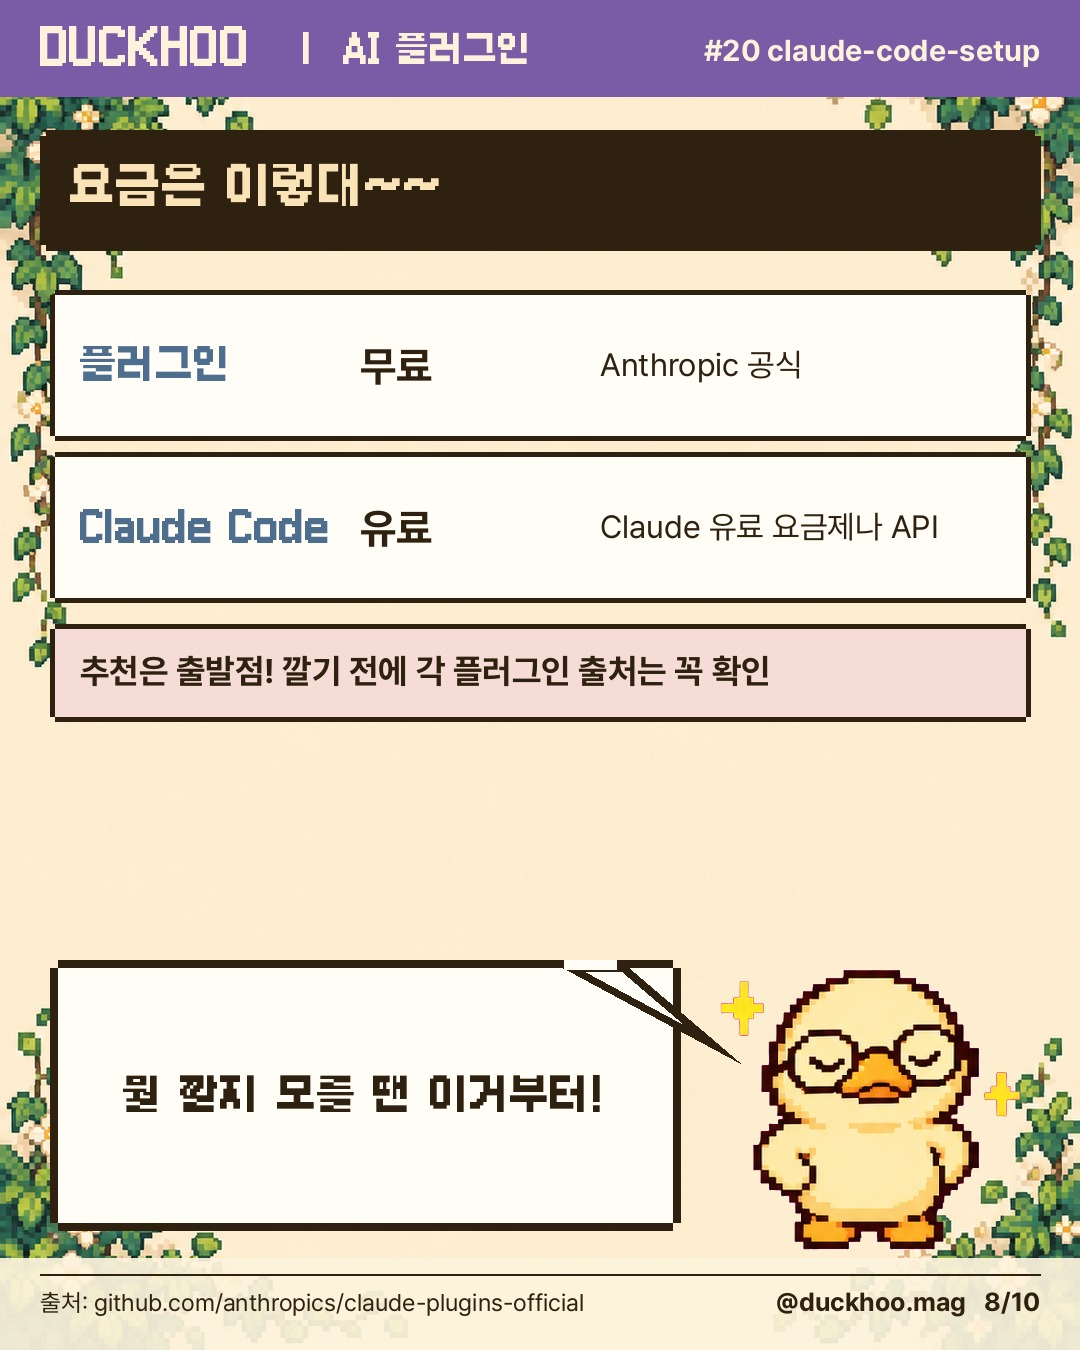 DUCKHOO | AI 플러그인
#20 claude-code-setup
요금은 이렇대~~
플러그인 무료 Anthropic 공식
Claude Code 유료 Claude 유료 요금제나 API
추천은 출발점! 깔기 전에 각 플러그인 출처는 꼭 확인
뭘 깔지 모를 땐 이거부터!
출처: github.com/anthropics/claude-plugins-official
@duckhoo.mag 8/10